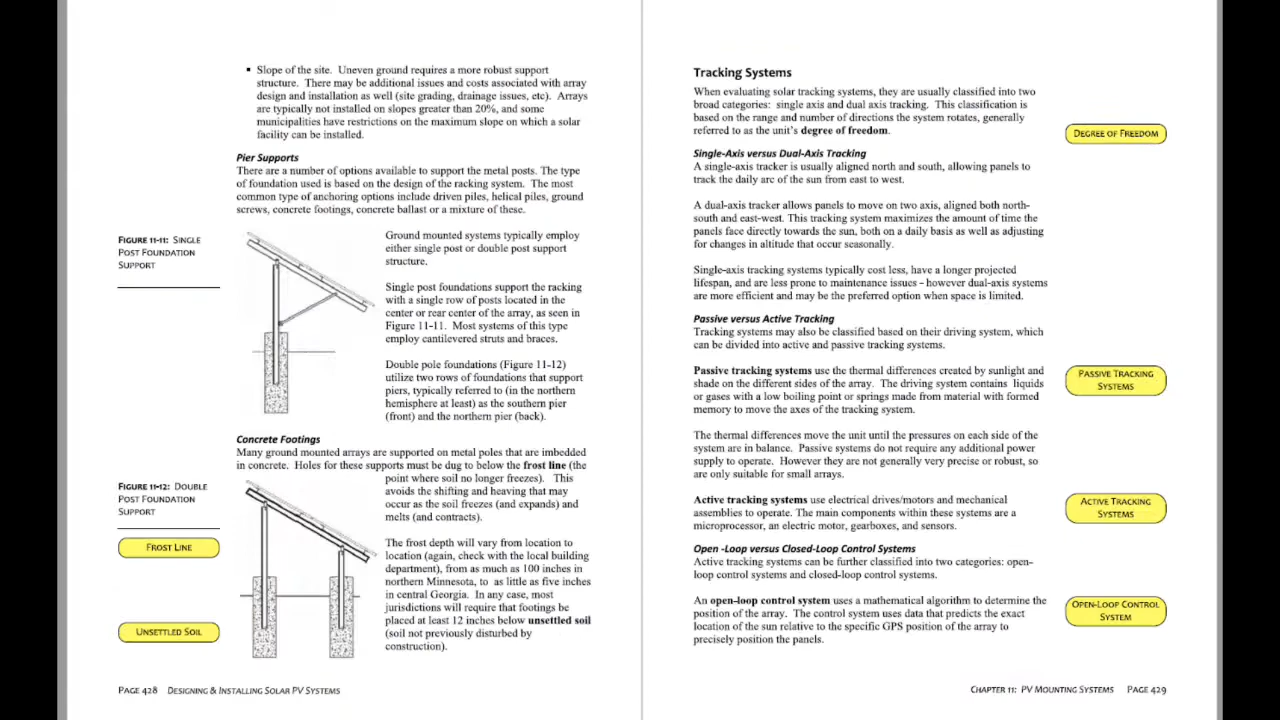 ▪ Slope of the site. Uneven ground requires a more robust support
structure. There may be additional issues and costs associated with array
design and installation as well (site grading, drainage issues, etc). Arrays
are typically not installed on slopes greater than 20%, and some
municipalities have restrictions on the maximum slope on which a solar
facility can be installed.
Pier Supports
There are a number of options available to support the metal posts. The type
of foundation used is based on the design of the racking system. The most
common type of anchoring options include driven piles, helical piles, ground
screws, concrete footings, concrete ballast or a mixture of these.
FIGURE 11-11: SINGLE
POST FOUNDATION
SUPPORT
Ground mounted systems typically employ
either single post or double post support
structure.
Single post foundations support the racking
with a single row of posts located in the
center or rear center of the array, as seen in
Figure 11-11. Most systems of this type
employ cantilevered struts and braces.
Double pole foundations (Figure 11-12)
utilize two rows of foundations that support
piers, typically referred to (in the northern
hemisphere at least) as the southern pier
(front) and the northern pier (back).
Concrete Footings
Many ground mounted arrays are supported on metal poles that are imbedded
in concrete. Holes for these supports must be dug to below the frost line (the
point where soil no longer freezes). This
avoids the shifting and heaving that may
occur as the soil freezes (and expands) and
melts (and contracts).
FIGURE 11-12: DOUBLE
POST FOUNDATION
SUPPORT
FROST LINE
The frost depth will vary from location to
location (again, check with the local building
department), from as much as 100 inches in
northern Minnesota, to as little as five inches
in central Georgia. In any case, most
jurisdictions will require that footings be
placed at least 12 inches below unsettled soil
(soil not previously disturbed by
construction).
UNSETTLED SOIL
PAGE 428 DESIGNING & INSTALLING SOLAR PV SYSTEMS
Tracking Systems
When evaluating solar tracking systems, they are usually classified into two
broad categories: single axis and dual axis tracking. This classification is
based on the range and number of directions the system rotates, generally
referred to as the unit's degree of freedom.
DEGREE OF FREEDOM
Single-Axis versus Dual-Axis Tracking
A single-axis tracker is usually aligned north and south, allowing panels to
track the daily arc of the sun from east to west.
A dual-axis tracker allows panels to move on two axis, aligned both north-
south and east-west. This tracking system maximizes the amount of time the
panels face directly towards the sun, both on a daily basis as well as adjusting
for changes in altitude that occur seasonally.
Single-axis tracking systems typically cost less, have a longer projected
lifespan, and are less prone to maintenance issues – however dual-axis systems
are more efficient and may be the preferred option when space is limited.
Passive versus Active Tracking
Tracking systems may also be classified based on their driving system, which
can be divided into active and passive tracking systems.
Passive tracking systems use the thermal differences created by sunlight and
shade on the different sides of the array. The driving system contains liquids
or gases with a low boiling point or springs made from material with formed
memory to move the axes of the tracking system.
PASSIVE TRACKING
SYSTEMS
The thermal differences move the unit until the pressures on each side of the
system are in balance. Passive systems do not require any additional power
supply to operate. However they are not generally very precise or robust, so
are only suitable for small arrays.
Active tracking systems use electrical drives/motors and mechanical
assemblies to operate. The main components within these systems are a
microprocessor, an electric motor, gearboxes, and sensors.
ACTIVE TRACKING
SYSTEMS
Open -Loop versus Closed-Loop Control Systems
Active tracking systems can be further classified into two categories: open-
loop control systems and closed-loop control systems.
An open-loop control system uses a mathematical algorithm to determine the
position of the array. The control system uses data that predicts the exact
location of the sun relative to the specific GPS position of the array to
precisely position the panels.
OPEN-LOOP CONTROL
SYSTEM
CHAPTER 11: PV MOUNTING SYSTEMS PAGE 429